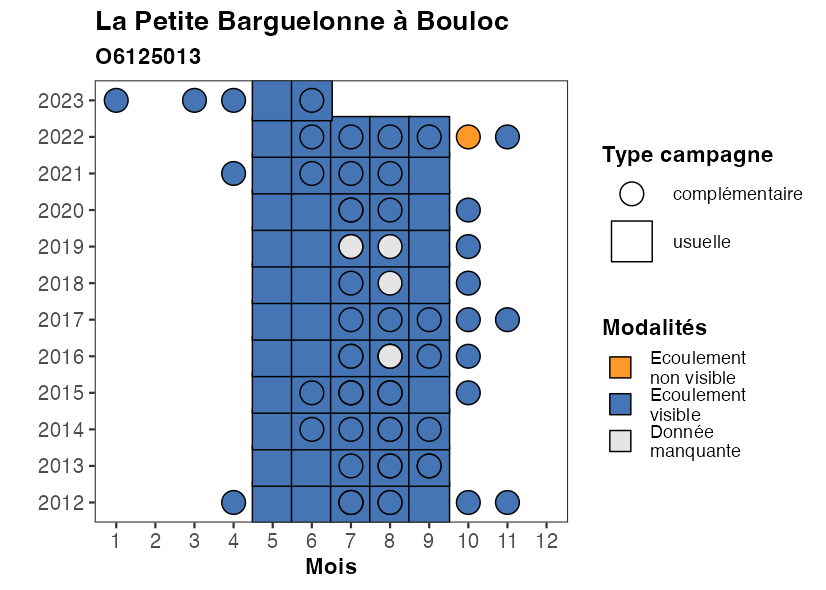 La Petite Barguelonne à Bouloc
O6125013
2023
2022
2021
2020
2019
2018
2017
2016
2015
2014
2013
2012
1 2 3 4 5 6 7 8 9 10 11 12
Mois
Type campagne
complémentaire
usuelle
Modalités
Ecoulement
non visible
Ecoulement
visible
Donnée
manquante